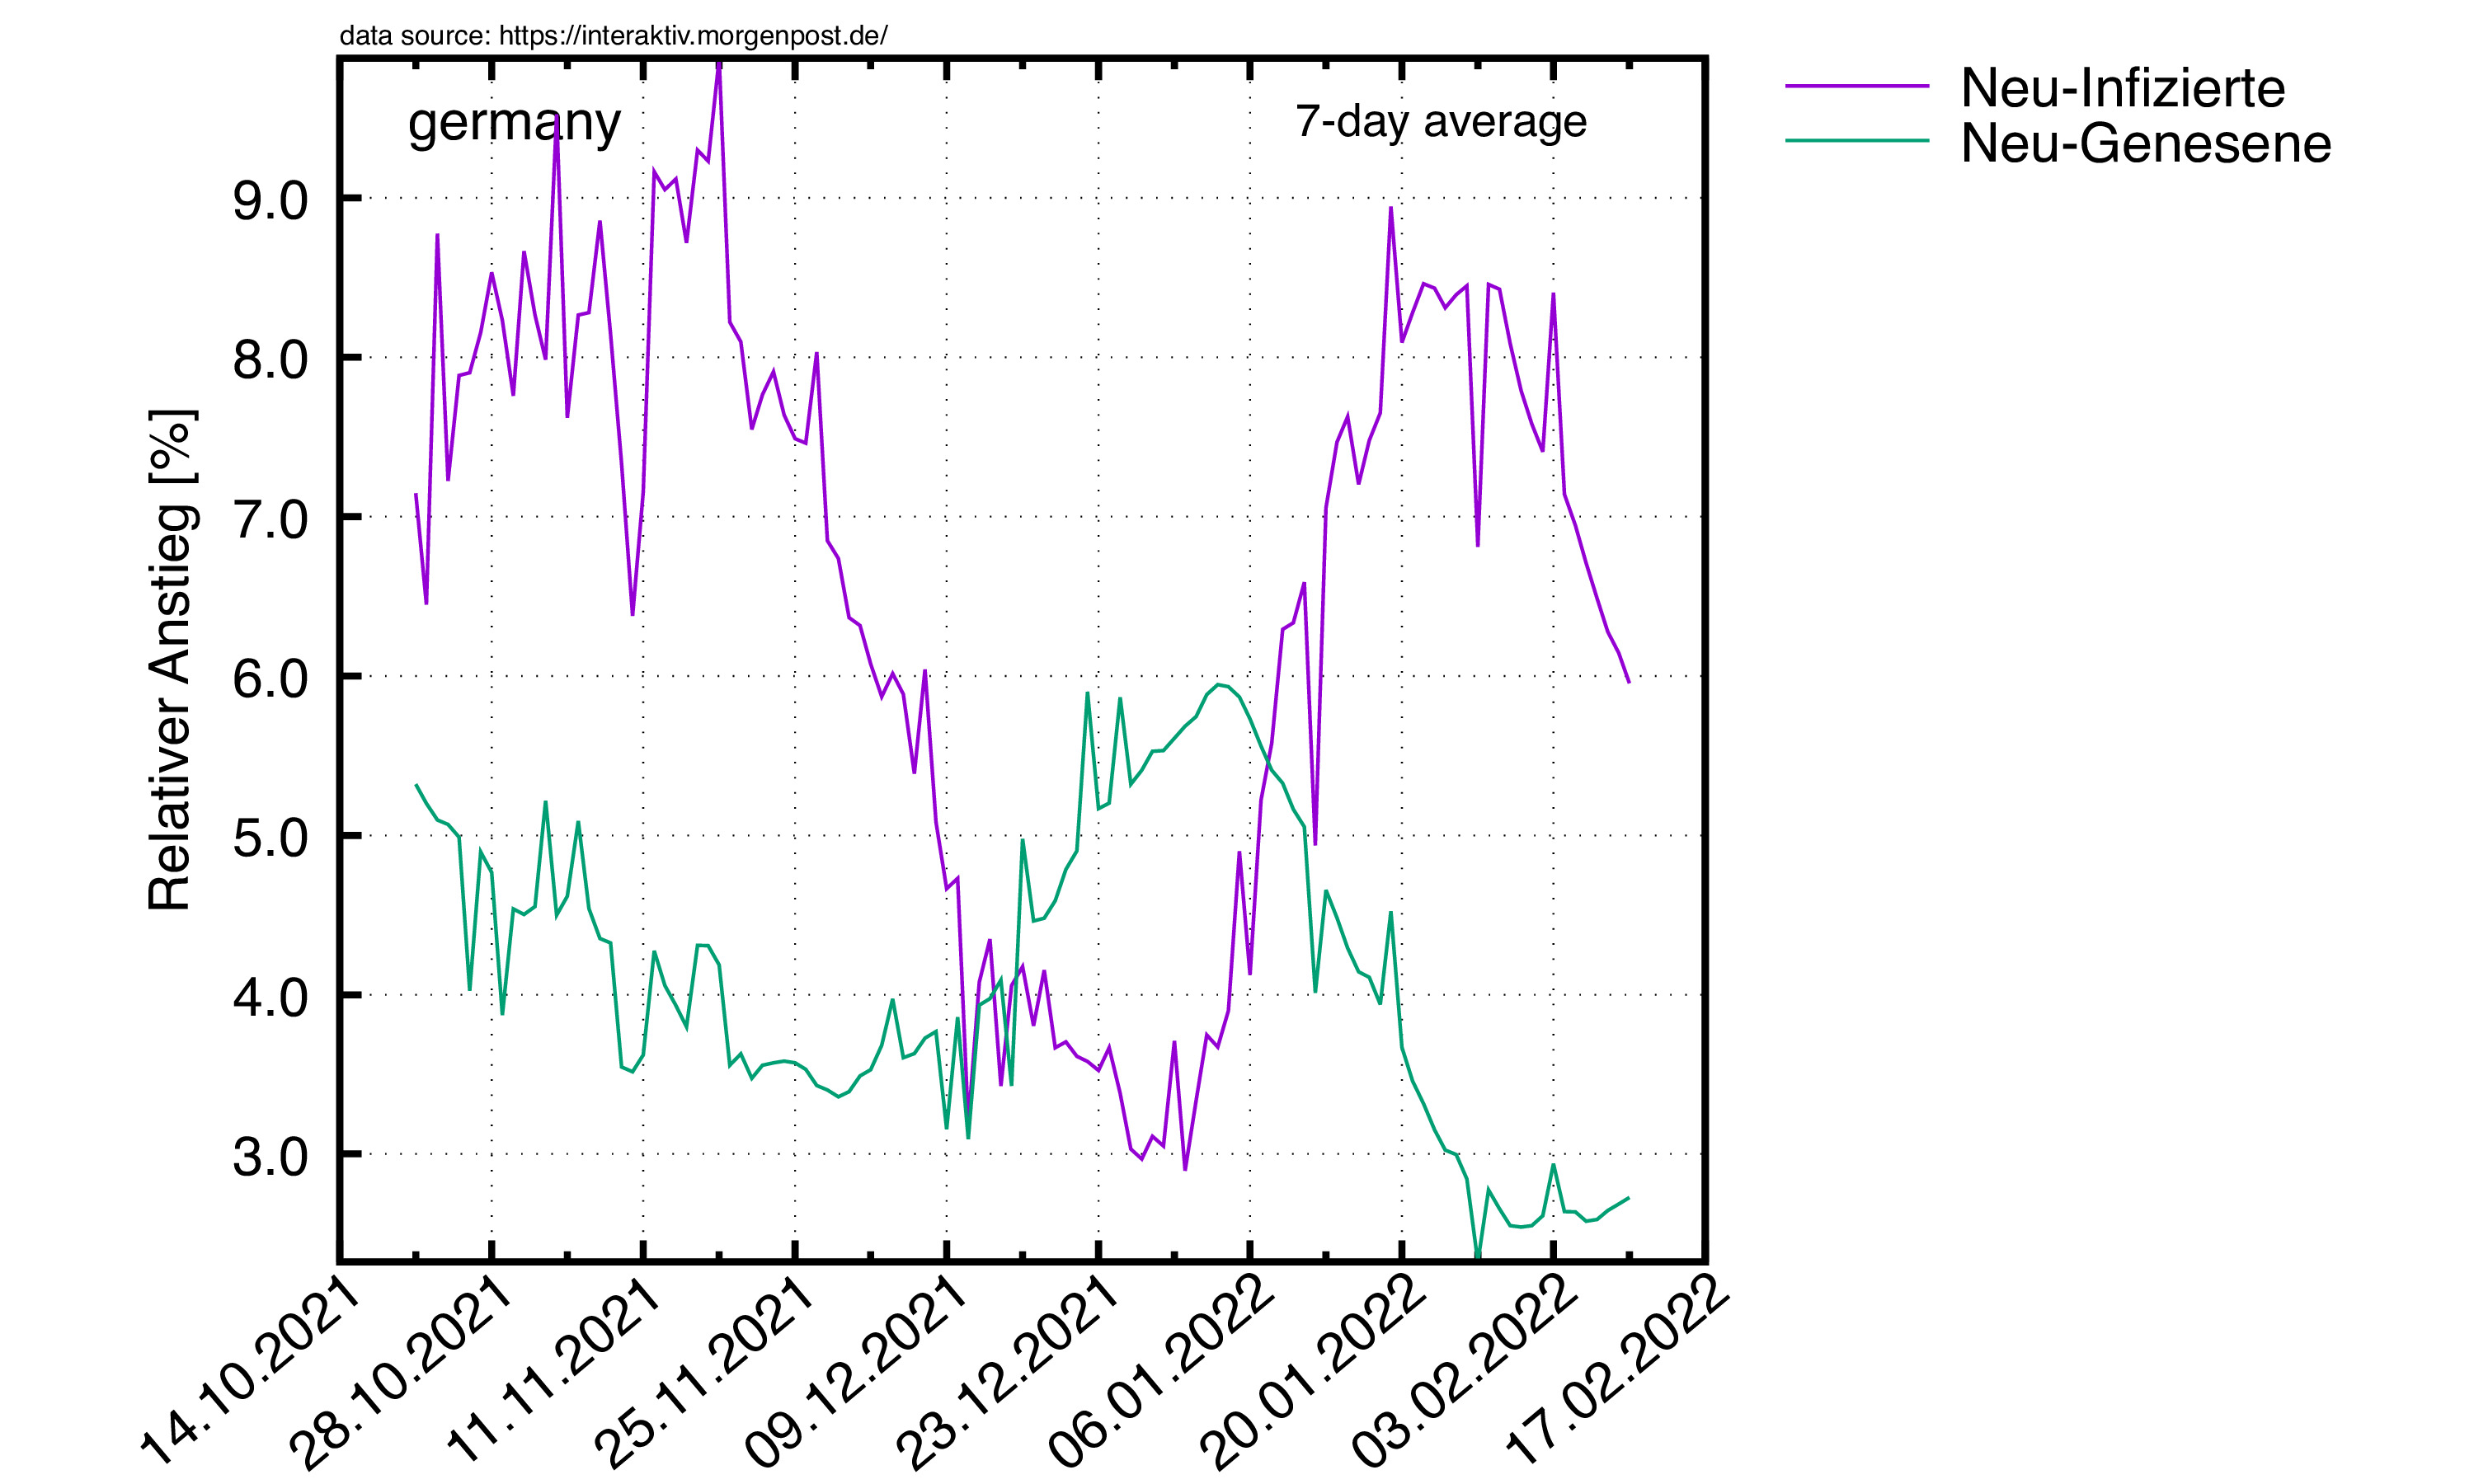 data source: https://interaktiv.morgenpost.de/
germany
7-day average
Neu-Infizierte
Neu-Genesene
Relativer Anstieg [%]
9.0
8.0
7.0
6.0
5.0
4.0
3.0
14.10.2021
28.10.2021
11.11.2021
25.11.2021
09.12.2021
23.12.2021
06.01.2022
20.01.2022
03.02.2022
17.02.2022